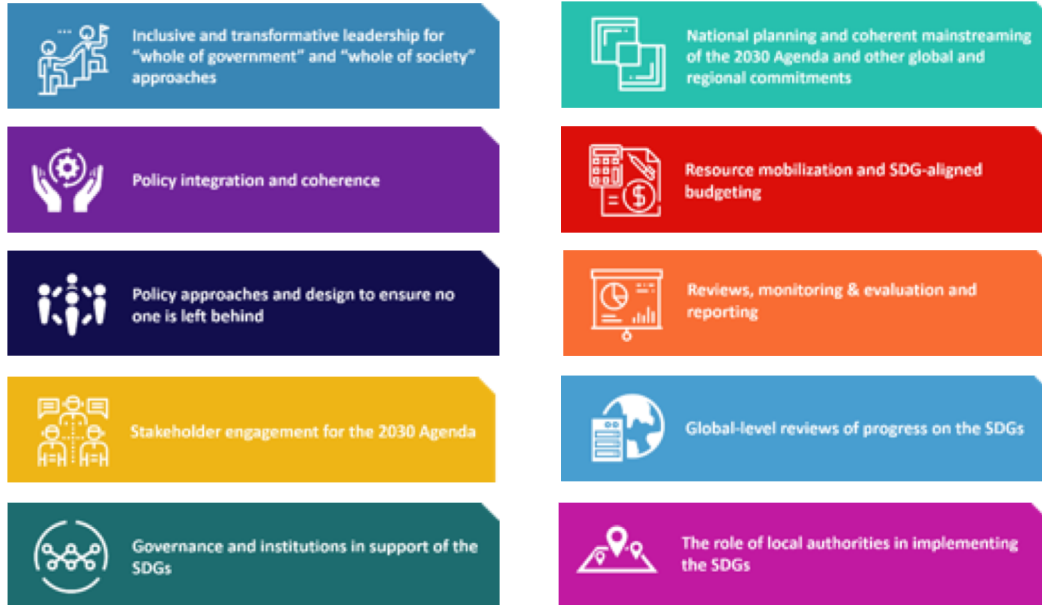 Inclusive and transformative leadership for
"whole of government" and "whole of society"
approaches
National planning and coherent mainstreaming
of the 2030 Agenda and other global and
regional commitments
Policy integration and coherence
Resource mobilization and SDG-aligned
budgeting
Policy approaches and design to ensure no
one is left behind
Reviews, monitoring & evaluation and
reporting
Stakeholder engagement for the 2030 Agenda
Global-level reviews of progress on the SDGs
Governance and institutions in support of the
SDGs
The role of local authorities in implementing
the SDGs